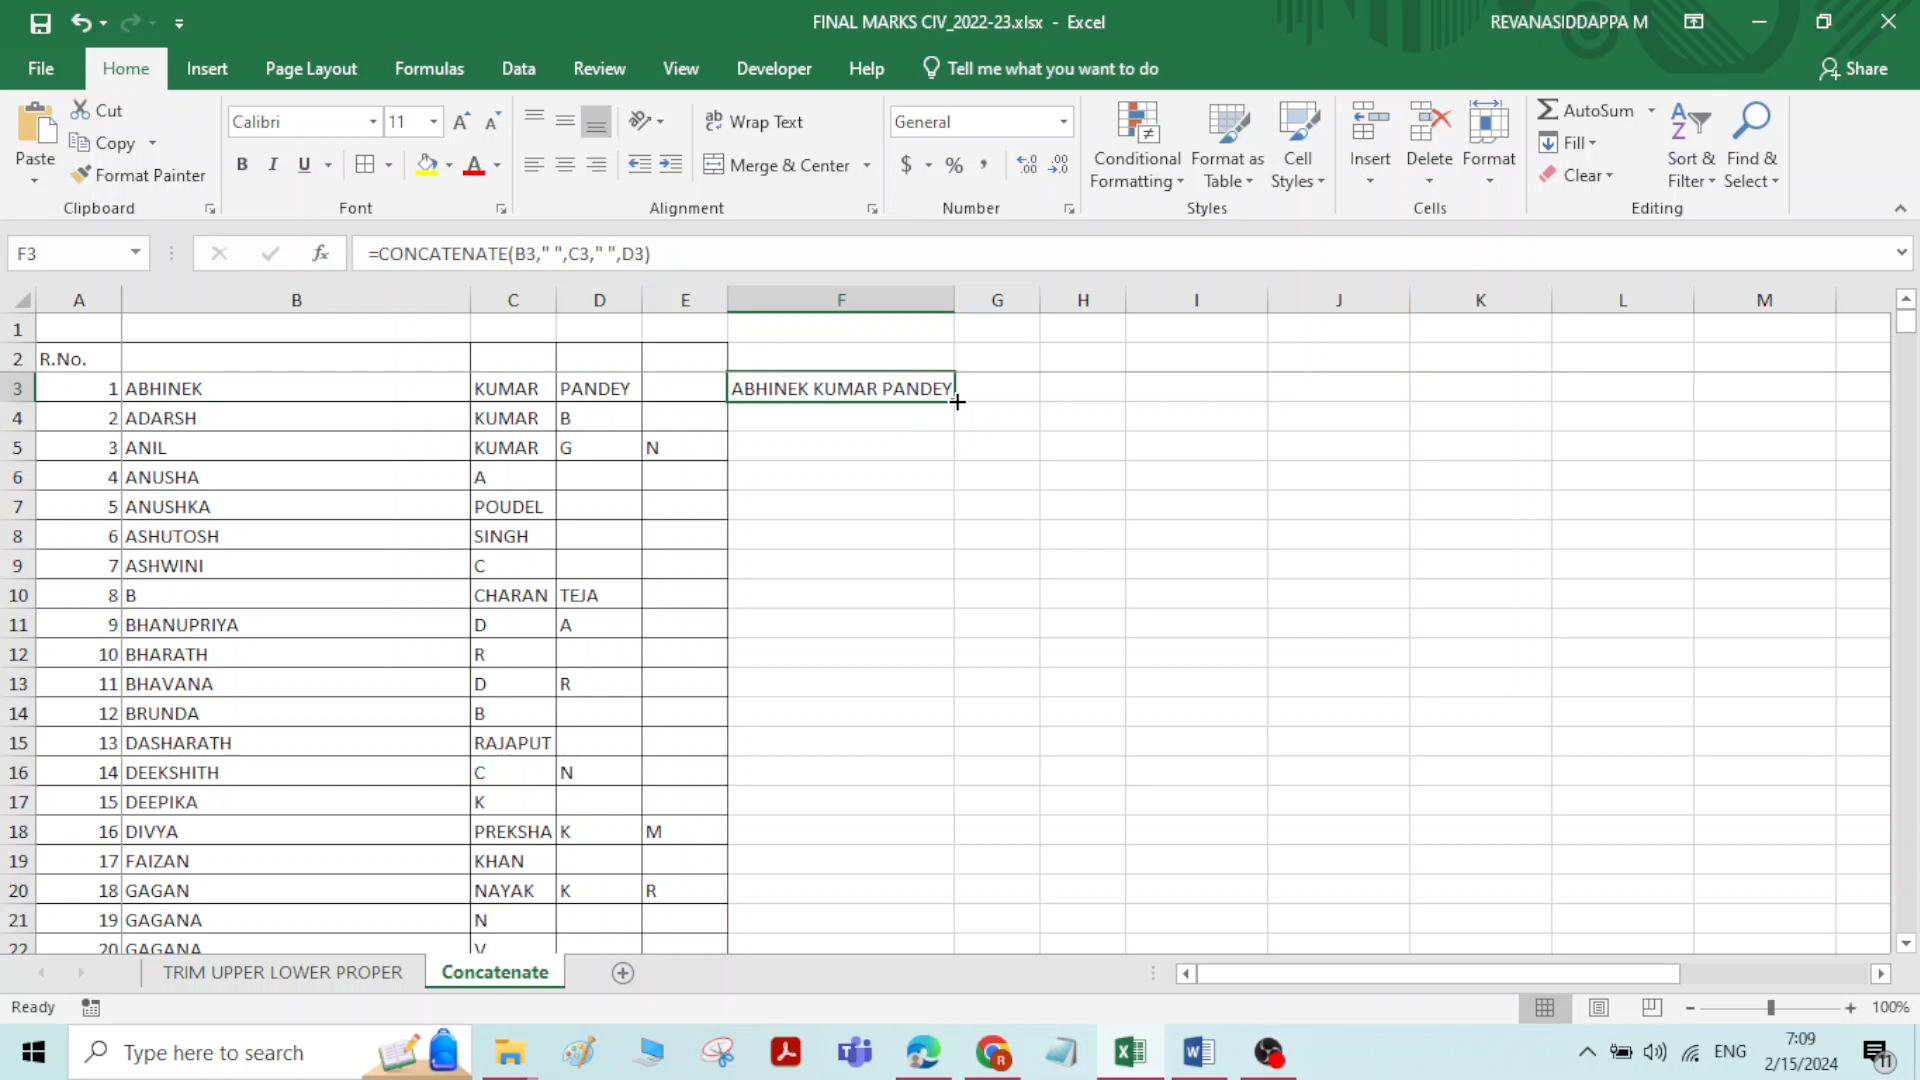 FINAL MARKS CIV_2022-23.xlsx - Excel
REVANASIDDAPPA M
File Home Insert Page Layout Formulas Data Review View Developer Help Tell me what you want to do Share
Paste Cut Copy Format Painter
Clipboard
Calibri 11
B I U A
Font
ab Wrap Text
Merge & Center
Alignment
General
$ % , .00 .00
Number
Conditional Formatting Format as Table Cell Styles
Styles
Insert Delete Format
Cells
AutoSum Fill Clear
Sort & Filter Find & Select
Editing
F3 fx =CONCATENATE(B3," ",C3," ",D3)
A B C D E F G H I J K L M
1
2 R.No.
3 1 ABHINEK KUMAR PANDEY ABHINEK KUMAR PANDEY
4 2 ADARSH KUMAR B
5 3 ANIL KUMAR G N
6 4 ANUSHA A
7 5 ANUSHKA POUDEL
8 6 ASHUTOSH SINGH
9 7 ASHWINI C
10 8 B CHARAN TEJA
11 9 BHANUPRIYA D A
12 10 BHARATH R
13 11 BHAVANA D R
14 12 BRUNDA B
15 13 DASHARATH RAJAPUT
16 14 DEEKSHITH C N
17 15 DEEPIKA K
18 16 DIVYA PREKSHA K M
19 17 FAIZAN KHAN
20 18 GAGAN NAYAK K R
21 19 GAGANA N
22 20 GAGANA V
TRIM UPPER LOWER PROPER Concatenate
Ready 100%
Type here to search
ENG 7:09
2/15/2024
11